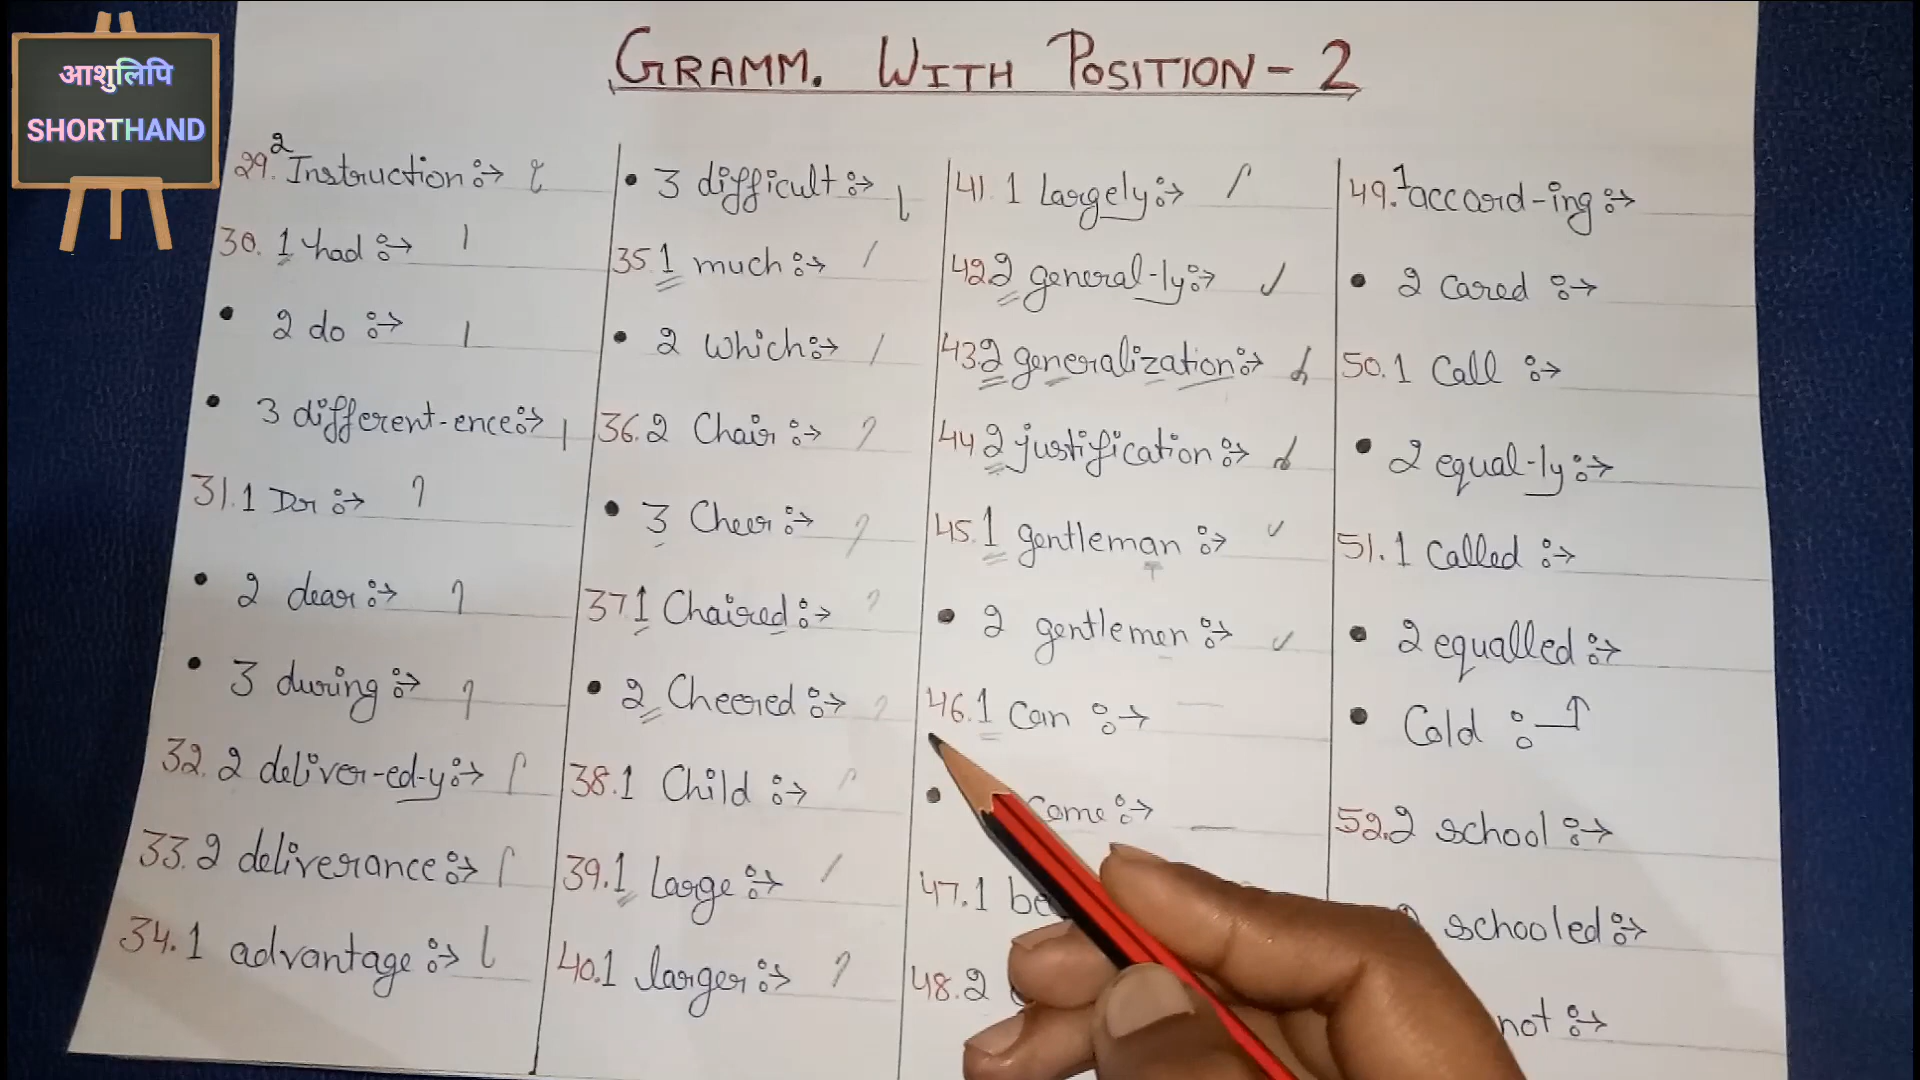 आशुलिपि
SHORTHAND
GRAMM. WITH POSITION - 2
29. 2 Instruction
30. 1 had
• 2 do
• 3 different-ence
31. 1 Dr
• 2 dear
• 3 during
32. 2 deliver-ed-y
33. 2 deliverance
34. 1 advantage
• 3 difficult
35. 1 much
• 2 which
36. 2 Chair
• 3 Cheer
37. 1 Chaired
• 2 Cheered
38. 1 Child
39. 1 Large
40. 1 larger
41. 1 Largely
42. 2 general-ly
43. 2 generalization
44. 2 justification
45. 1 gentleman
• 2 gentlemen
46. 1 Can
• Come
47. 1 be
48. 2
49. 1 accord-ing
• 2 cared
50. 1 Call
• 2 equal-ly
51. 1 Called
• 2 equalled
• Cold
52. 2 school
schooled
not